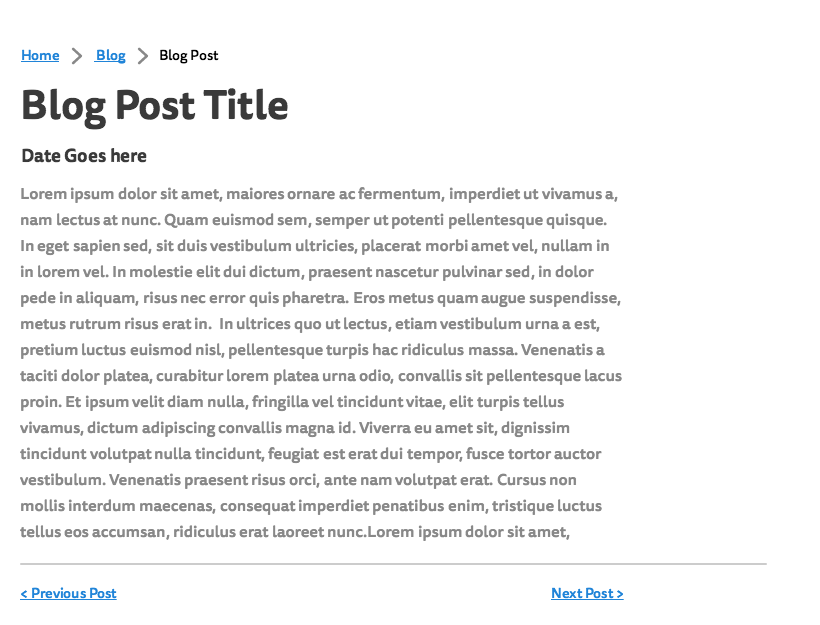 Home > Blog > Blog Post
Blog Post Title
Date Goes here
Lorem ipsum dolor sit amet, maiores ornare ac fermentum, imperdiet ut vivamus a,
nam lectus at nunc. Quam euismod sem, semper ut potenti pellentesque quisque.
In eget sapien sed, sit duis vestibulum ultricies, placerat morbi amet vel, nullam in
in lorem vel. In molestie elit dui dictum, praesent nascetur pulvinar sed, in dolor
pede in aliquam, risus nec error quis pharetra. Eros metus quam augue suspendisse,
metus rutrum risus erat in.  In ultrices quo ut lectus, etiam vestibulum urna a est,
pretium luctus euismod nisl, pellentesque turpis hac ridiculus massa. Venenatis a
taciti dolor platea, curabitur lorem platea urna odio, convallis sit pellentesque lacus
proin. Et ipsum velit diam nulla, fringilla vel tincidunt vitae, elit turpis tellus
vivamus, dictum adipiscing convallis magna id. Viverra eu amet sit, dignissim
tincidunt volutpat nulla tincidunt, feugiat est erat dui tempor, fusce tortor auctor
vestibulum. Venenatis praesent risus orci, ante nam volutpat erat. Cursus non
mollis interdum maecenas, consequat imperdiet penatibus enim, tristique luctus
tellus eos accumsan, ridiculus erat laoreet nunc.Lorem ipsum dolor sit amet,
< Previous Post Next Post >